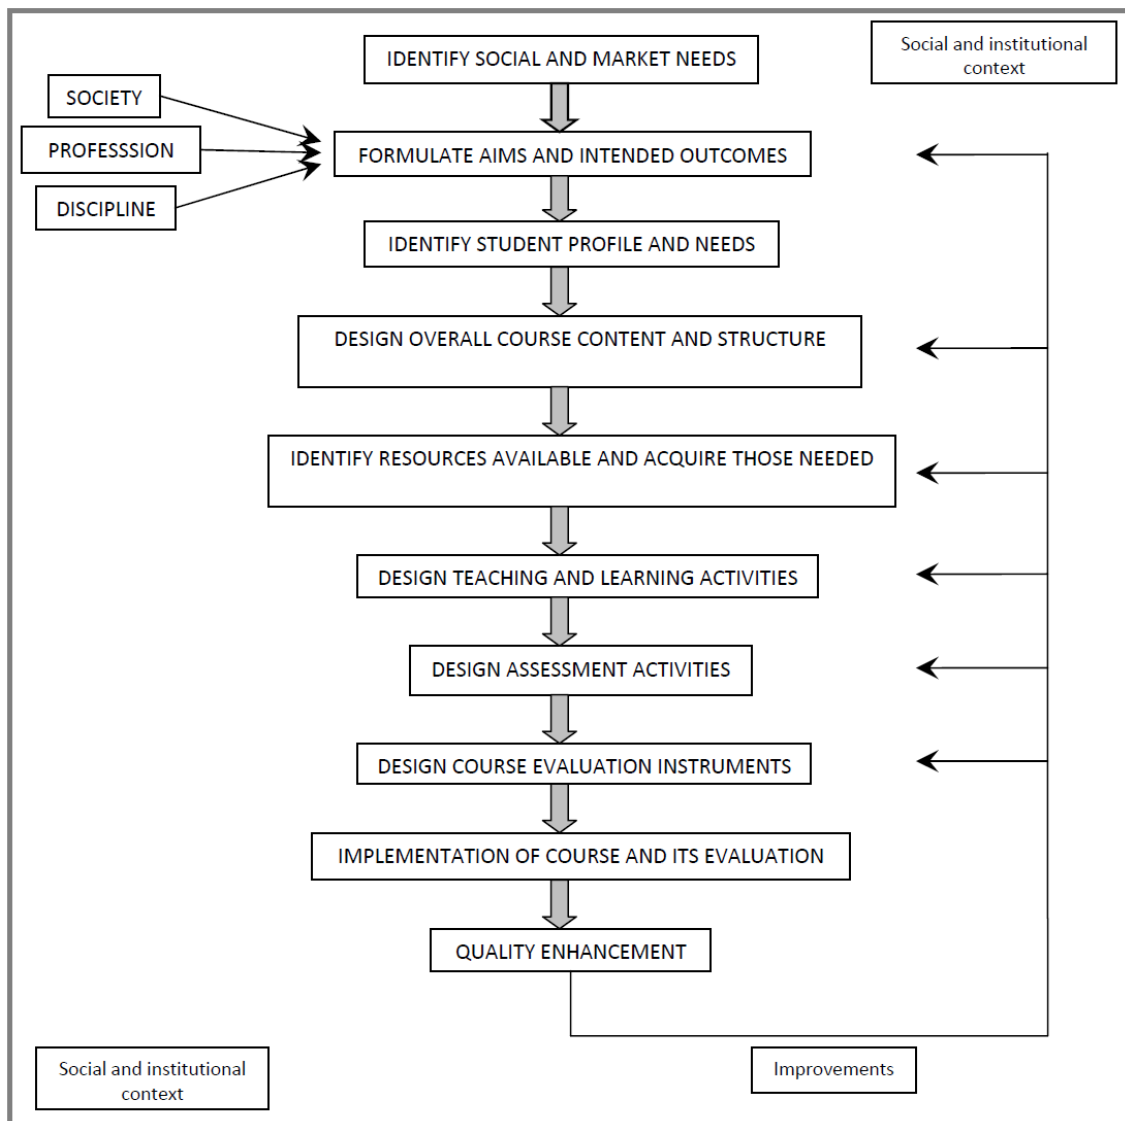 IDENTIFY SOCIAL AND MARKET NEEDS
Social and institutional
context
SOCIETY
PROFESSSION
DISCIPLINE
FORMULATE AIMS AND INTENDED OUTCOMES
IDENTIFY STUDENT PROFILE AND NEEDS
DESIGN OVERALL COURSE CONTENT AND STRUCTURE
IDENTIFY RESOURCES AVAILABLE AND ACQUIRE THOSE NEEDED
DESIGN TEACHING AND LEARNING ACTIVITIES
DESIGN ASSESSMENT ACTIVITIES
DESIGN COURSE EVALUATION INSTRUMENTS
IMPLEMENTATION OF COURSE AND ITS EVALUATION
QUALITY ENHANCEMENT
Social and institutional
context
Improvements